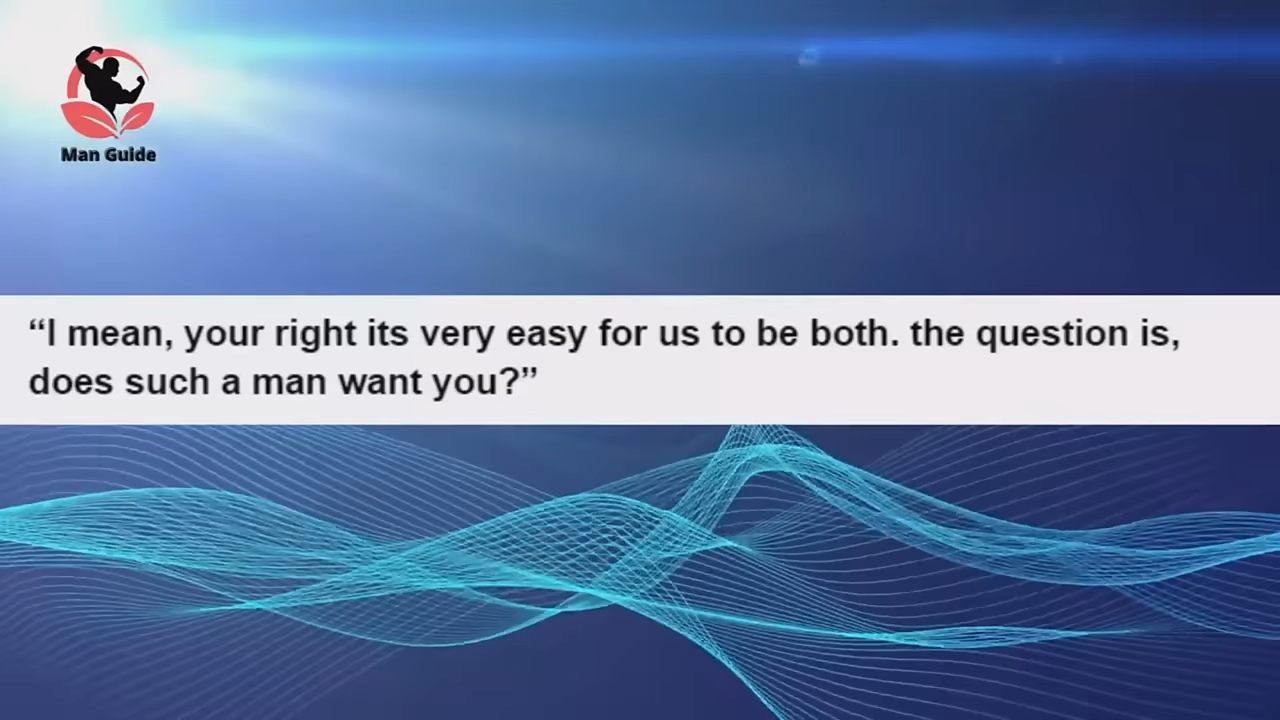 Man Guide
“I mean, your right its very easy for us to be both. the question is,
does such a man want you?”